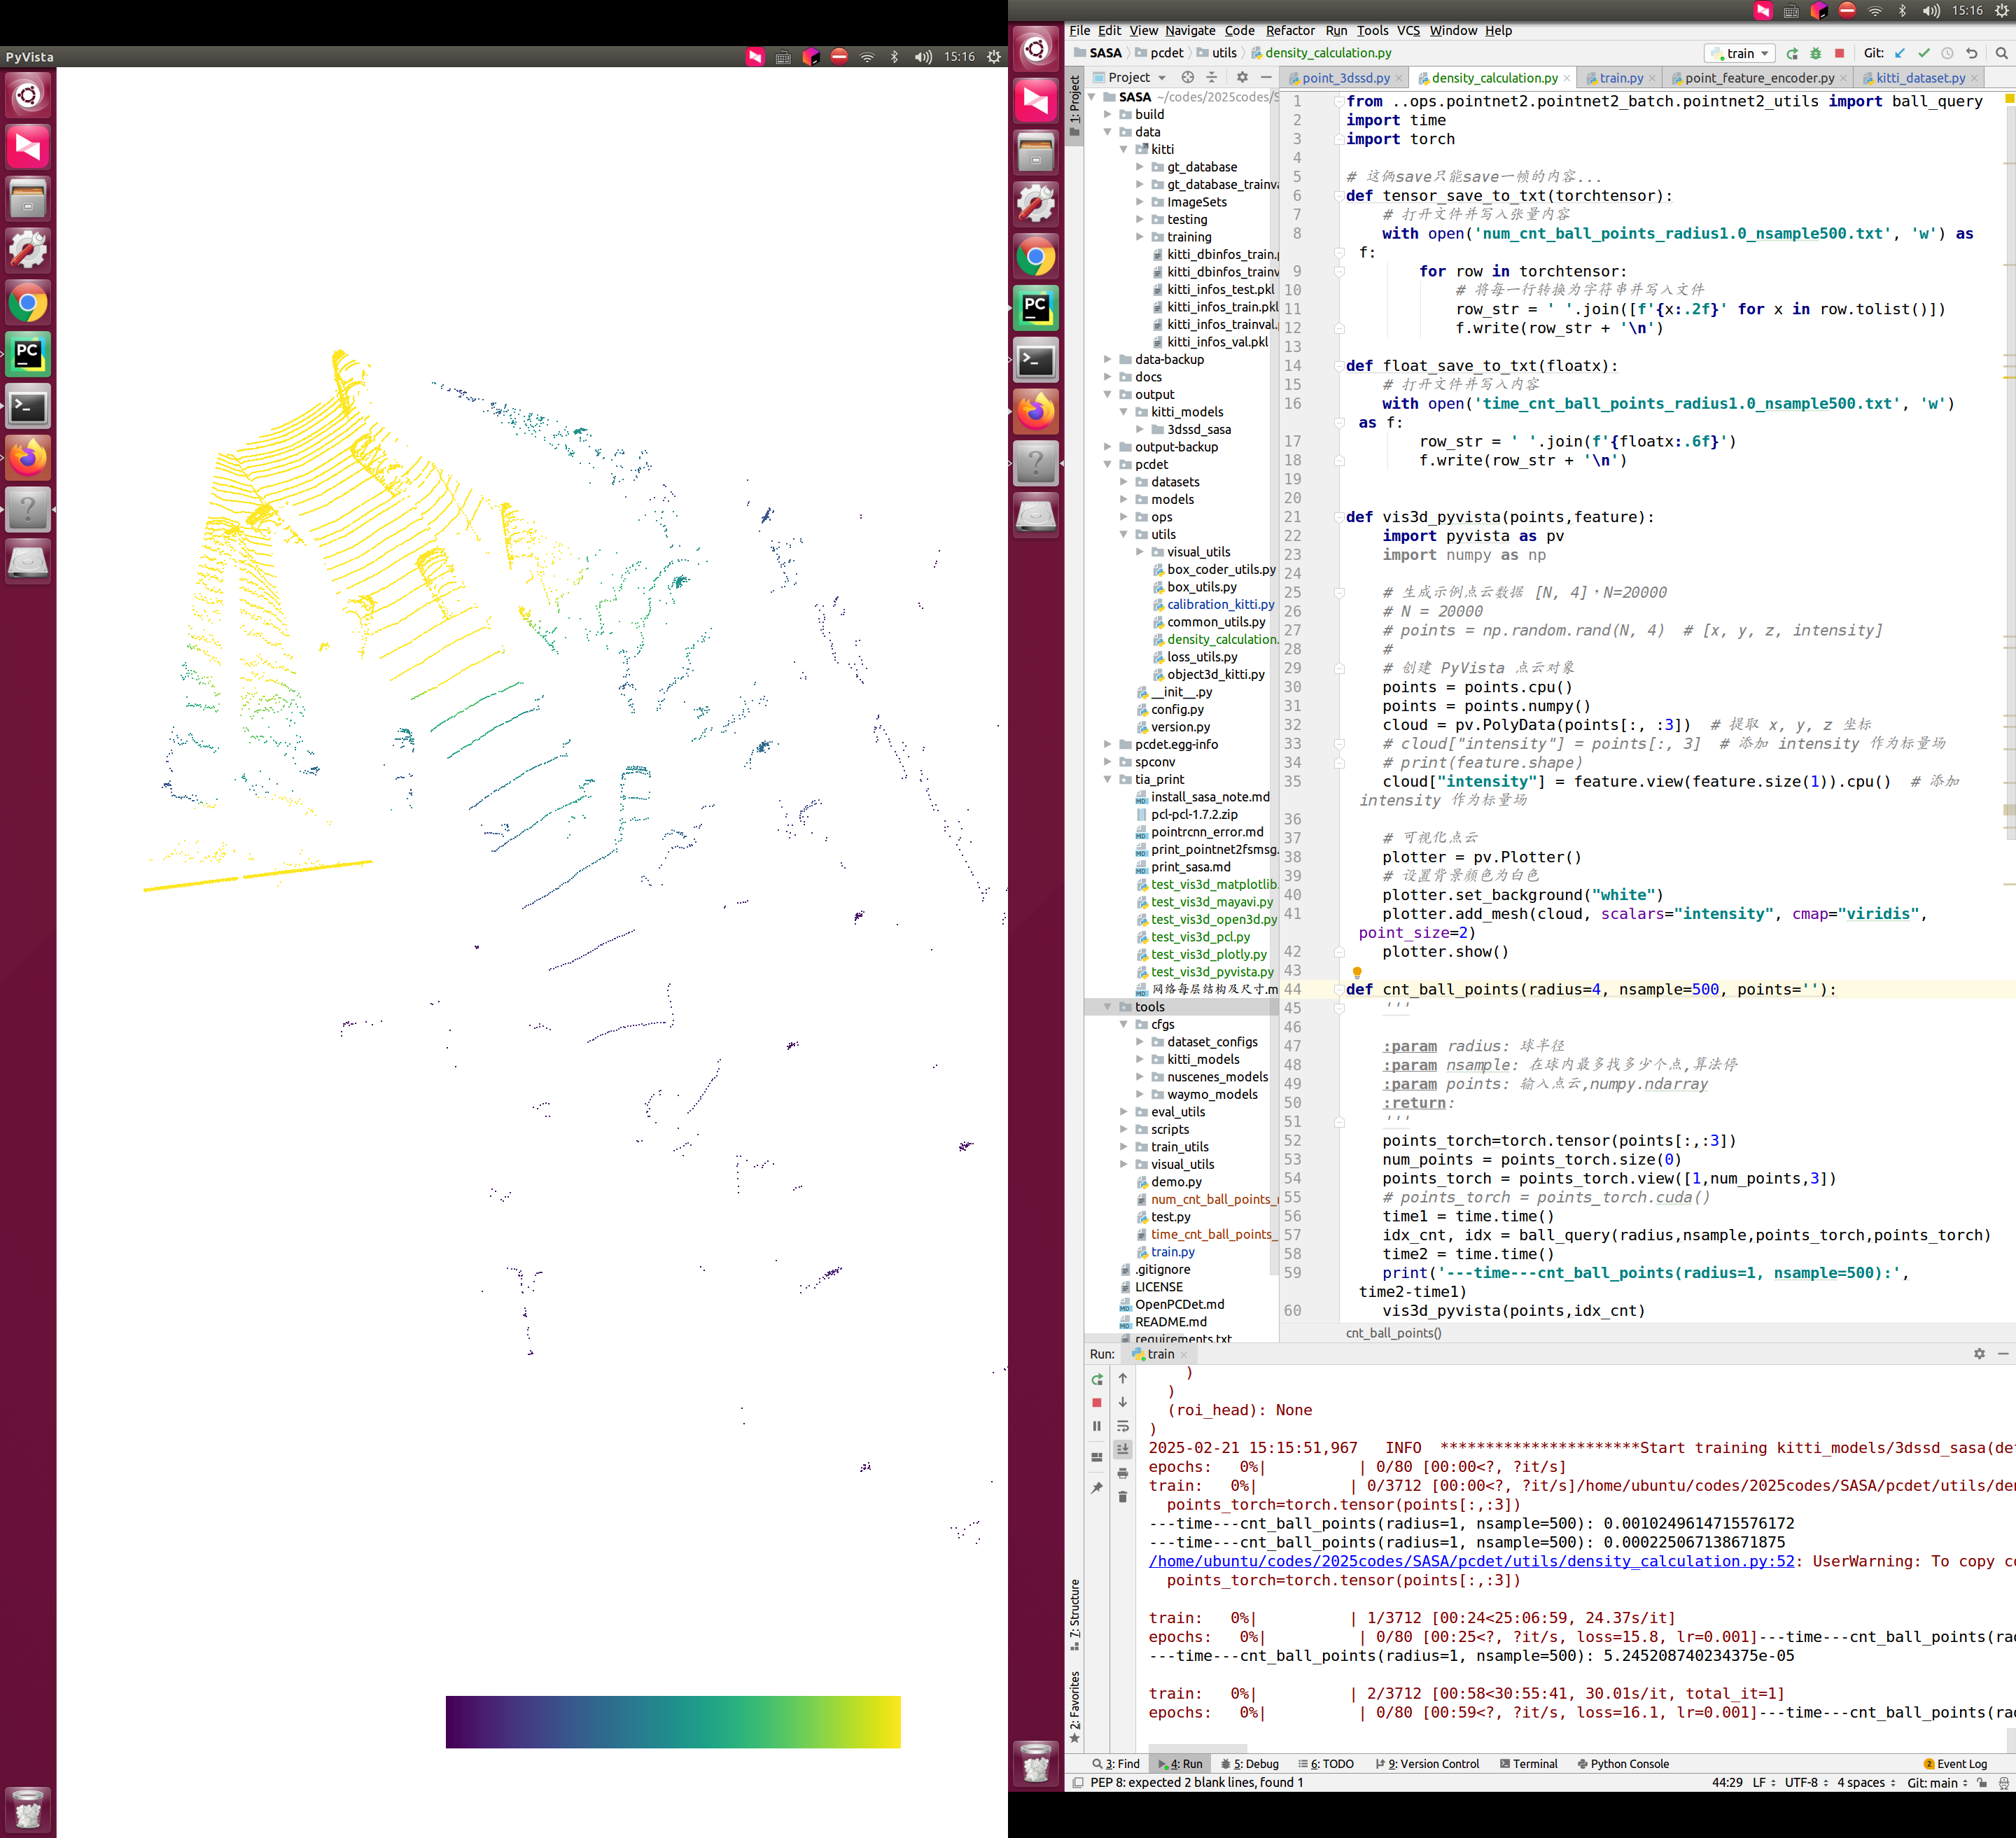 PyVista
15:16
15:16
File Edit View Navigate Code Refactor Run Tools VCS Window Help
SASA pcdet utils density_calculation.py
train
Git:
Project
point_3dssd.py
density_calculation.py
train.py
point_feature_encoder.py
kitti_dataset.py
1: Project
SASA ~/codes/2025codes/S
build
data
kitti
gt_database
gt_database_trainva
ImageSets
testing
training
kitti_dbinfos_train.p
kitti_dbinfos_trainv
kitti_infos_test.pkl
kitti_infos_train.pkl
kitti_infos_trainval.
kitti_infos_val.pkl
data-backup
docs
output
kitti_models
3dssd_sasa
output-backup
pcdet
datasets
models
ops
utils
visual_utils
box_coder_utils.py
box_utils.py
calibration_kitti.py
common_utils.py
density_calculation.
loss_utils.py
object3d_kitti.py
__init__.py
config.py
version.py
pcdet.egg-info
spconv
tia_print
install_sasa_note.md
pcl-pcl-1.7.2.zip
pointrcnn_error.md
print_pointnet2fsmsg.
print_sasa.md
test_vis3d_matplotlib.
test_vis3d_mayavi.py
test_vis3d_open3d.py
test_vis3d_pcl.py
test_vis3d_plotly.py
test_vis3d_pyvista.py
网络每层结构及尺寸.m
tools
cfgs
dataset_configs
kitti_models
nuscenes_models
waymo_models
eval_utils
scripts
train_utils
visual_utils
demo.py
num_cnt_ball_points_
test.py
time_cnt_ball_points_
train.py
.gitignore
LICENSE
OpenPCDet.md
README.md
requirements.txt
1 from ..ops.pointnet2.pointnet2_batch.pointnet2_utils import ball_query
2 import time
3 import torch
4
5 # 这俩save只能save一帧的内容...
6 def tensor_save_to_txt(torchtensor):
7 # 打开文件并写入张量内容
8 with open('num_cnt_ball_points_radius1.0_nsample500.txt', 'w') as
f:
9 for row in torchtensor:
10 # 将每一行转换为字符串并写入文件
11 row_str = ' '.join([f'{x:.2f}' for x in row.tolist()])
12 f.write(row_str + '\n')
13
14 def float_save_to_txt(floatx):
15 # 打开文件并写入内容
16 with open('time_cnt_ball_points_radius1.0_nsample500.txt', 'w')
as f:
17 row_str = ' '.join(f'{floatx:.6f}')
18 f.write(row_str + '\n')
19
20
21 def vis3d_pyvista(points,feature):
22 import pyvista as pv
23 import numpy as np
24
25 # 生成示例点云数据 [N, 4]，N=20000
26 # N = 20000
27 # points = np.random.rand(N, 4)  # [x, y, z, intensity]
28 #
29 # 创建 PyVista 点云对象
30 points = points.cpu()
31 points = points.numpy()
32 cloud = pv.PolyData(points[:, :3])  # 提取 x, y, z 坐标
33 # cloud["intensity"] = points[:, 3]  # 添加 intensity 作为标量场
34 # print(feature.shape)
35 cloud["intensity"] = feature.view(feature.size(1)).cpu()  # 添加
intensity 作为标量场
36
37 # 可视化点云
38 plotter = pv.Plotter()
39 # 设置背景颜色为白色
40 plotter.set_background("white")
41 plotter.add_mesh(cloud, scalars="intensity", cmap="viridis",
point_size=2)
42 plotter.show()
43
44 def cnt_ball_points(radius=4, nsample=500, points=''):
45 '''
46
47 :param radius: 球半径
48 :param nsample: 在球内最多找多少个点,算法停
49 :param points: 输入点云,numpy.ndarray
50 :return:
51 '''
52 points_torch=torch.tensor(points[:,:3])
53 num_points = points_torch.size(0)
54 points_torch = points_torch.view([1,num_points,3])
55 # points_torch = points_torch.cuda()
56 time1 = time.time()
57 idx_cnt, idx = ball_query(radius,nsample,points_torch,points_torch)
58 time2 = time.time()
59 print('---time---cnt_ball_points(radius=1, nsample=500):',
time2-time1)
60 vis3d_pyvista(points,idx_cnt)
cnt_ball_points()
Run: train
)
)
(roi_head): None
)
2025-02-21 15:15:51,967   INFO  **********************Start training kitti_models/3dssd_sasa(de
epochs:   0%|          | 0/80 [00:00<?, ?it/s]
train:   0%|          | 0/3712 [00:00<?, ?it/s]/home/ubuntu/codes/2025codes/SASA/pcdet/utils/de
points_torch=torch.tensor(points[:,:3])
---time---cnt_ball_points(radius=1, nsample=500): 0.0010249614715576172
---time---cnt_ball_points(radius=1, nsample=500): 0.000225067138671875
/home/ubuntu/codes/2025codes/SASA/pcdet/utils/density_calculation.py:52: UserWarning: To copy c
points_torch=torch.tensor(points[:,:3])
train:   0%|          | 1/3712 [00:24<25:06:59, 24.37s/it]
epochs:   0%|          | 0/80 [00:25<?, ?it/s, loss=15.8, lr=0.001]---time---cnt_ball_points(ra
---time---cnt_ball_points(radius=1, nsample=500): 5.245208740234375e-05
train:   0%|          | 2/3712 [00:58<30:55:41, 30.01s/it, total_it=1]
epochs:   0%|          | 0/80 [00:59<?, ?it/s, loss=16.1, lr=0.001]---time---cnt_ball_points(ra
7: Structure
2: Favorites
3: Find
4: Run
5: Debug
6: TODO
9: Version Control
Terminal
Python Console
2 Event Log
PEP 8: expected 2 blank lines, found 1
44:29 LF UTF-8 4 spaces Git: main